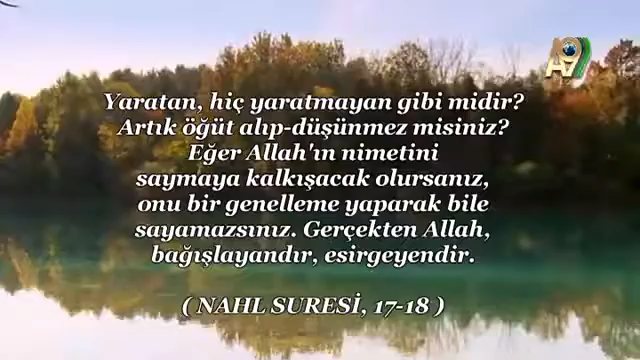 A9
Yaratan, hiç yaratmayan gibi midir?
Artık öğüt alıp-düşünmez misiniz?
Eğer Allah'ın nimetini
saymaya kalkışacak olursanız,
onu bir genelleme yaparak bile
sayamazsınız. Gerçekten Allah,
bağışlayandır, esirgeyendir.
( NAHL SURESİ, 17-18 )